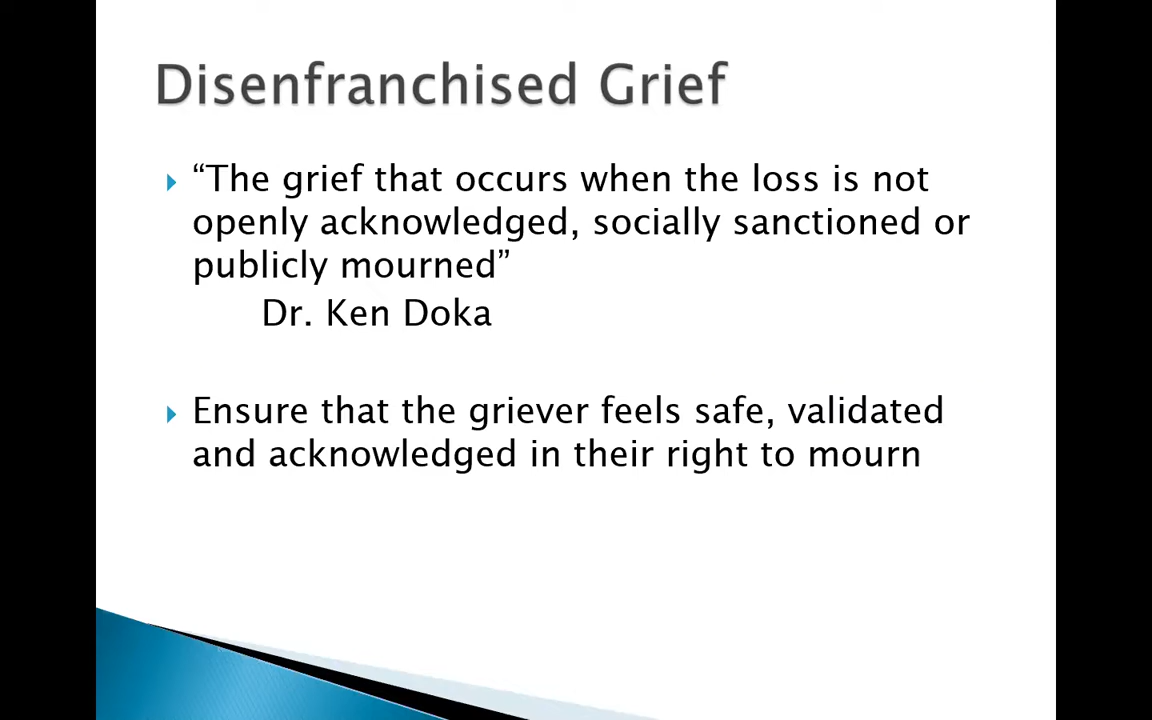 Disenfranchised Grief
“The grief that occurs when the loss is not
openly acknowledged, socially sanctioned or
publicly mourned”
Dr. Ken Doka
Ensure that the griever feels safe, validated
and acknowledged in their right to mourn